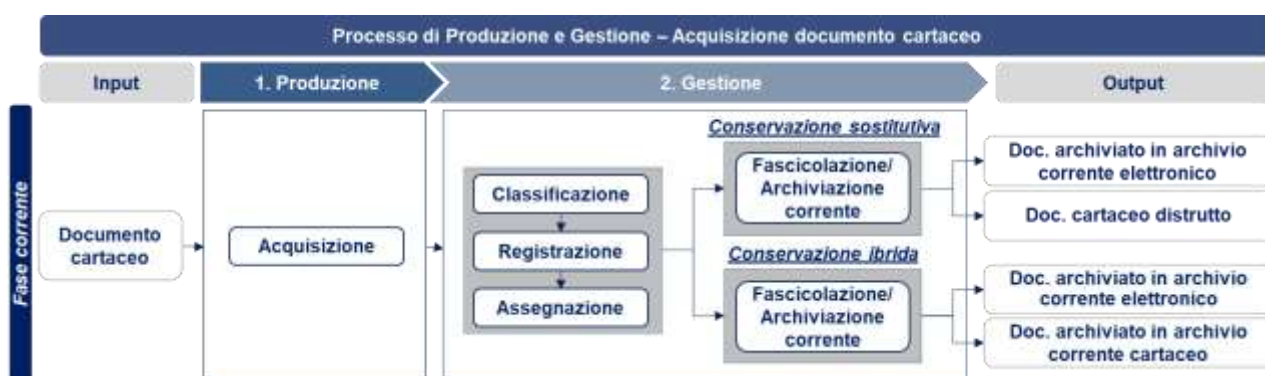 Processo di Produzione e Gestione – Acquisizione documento cartaceo
Input
1. Produzione
2. Gestione
Output
Fase corrente
Documento
cartaceo
Acquisizione
Classificazione
Registrazione
Assegnazione
Conservazione sostitutiva
Fascicolazione/
Archiviazione
corrente
Conservazione ibrida
Fascicolazione/
Archiviazione
corrente
Doc. archiviato in archivio
corrente elettronico
Doc. cartaceo distrutto
Doc. archiviato in archivio
corrente elettronico
Doc. archiviato in archivio
corrente cartaceo